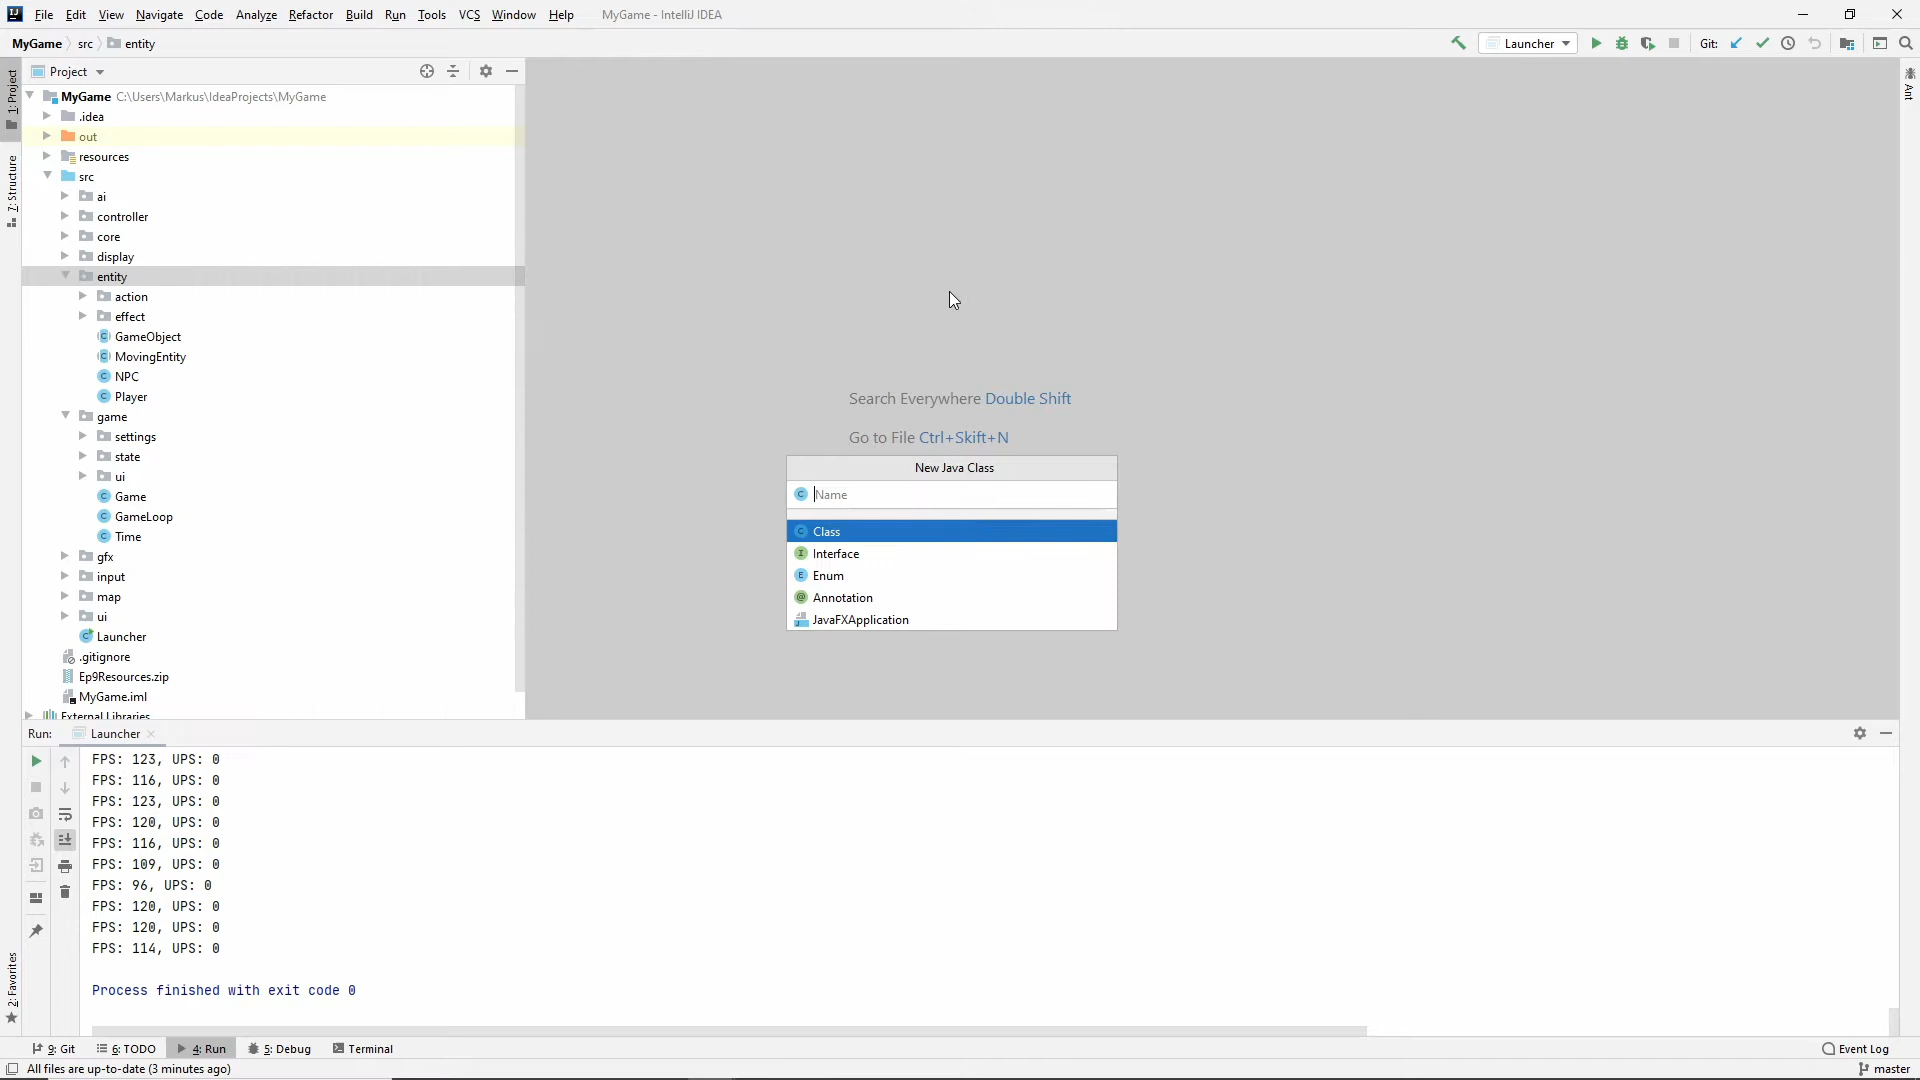 File Edit View Navigate Code Analyze Refactor Build Run Tools VCS Window Help MyGame - IntelliJ IDEA
MyGame src entity
Launcher Git:
1: Project
7: Structure
2: Favorites
Ant
Project
MyGame C:\Users\Markus\IdeaProjects\MyGame
.idea
out
resources
src
ai
controller
core
display
entity
action
effect
GameObject
MovingEntity
NPC
Player
game
settings
state
ui
Game
GameLoop
Time
gfx
input
map
ui
Launcher
.gitignore
Ep9Resources.zip
MyGame.iml
External Libraries
Search Everywhere Double Shift
Go to File Ctrl+Skift+N
New Java Class
Name
Class
Interface
Enum
Annotation
JavaFXApplication
Run: Launcher
FPS: 123, UPS: 0
FPS: 116, UPS: 0
FPS: 123, UPS: 0
FPS: 120, UPS: 0
FPS: 116, UPS: 0
FPS: 109, UPS: 0
FPS: 96, UPS: 0
FPS: 120, UPS: 0
FPS: 120, UPS: 0
FPS: 114, UPS: 0
Process finished with exit code 0
9: Git 6: TODO 4: Run 5: Debug Terminal Event Log
All files are up-to-date (3 minutes ago) master